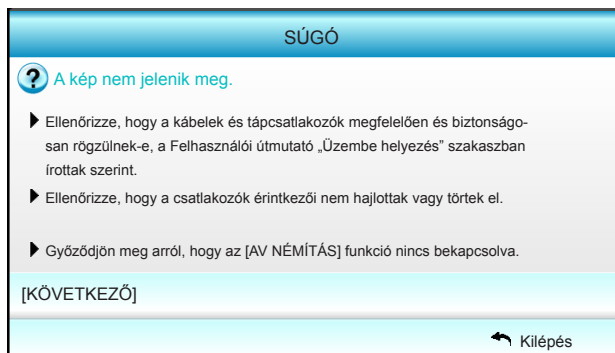 SÚGÓ
? A kép nem jelenik meg.
Ellenőrizze, hogy a kábelek és tápcsatlakozók megfelelően és biztonságo-
san rögzülnek-e, a Felhasználói útmutató „Üzembe helyezés” szakaszban
írottak szerint.
Ellenőrizze, hogy a csatlakozók érintkezői nem hajlottak vagy törtek el.
Győződjön meg arról, hogy az [AV NÉMÍTÁS] funkció nincs bekapcsolva.
[KÖVETKEZŐ]
Kilépés